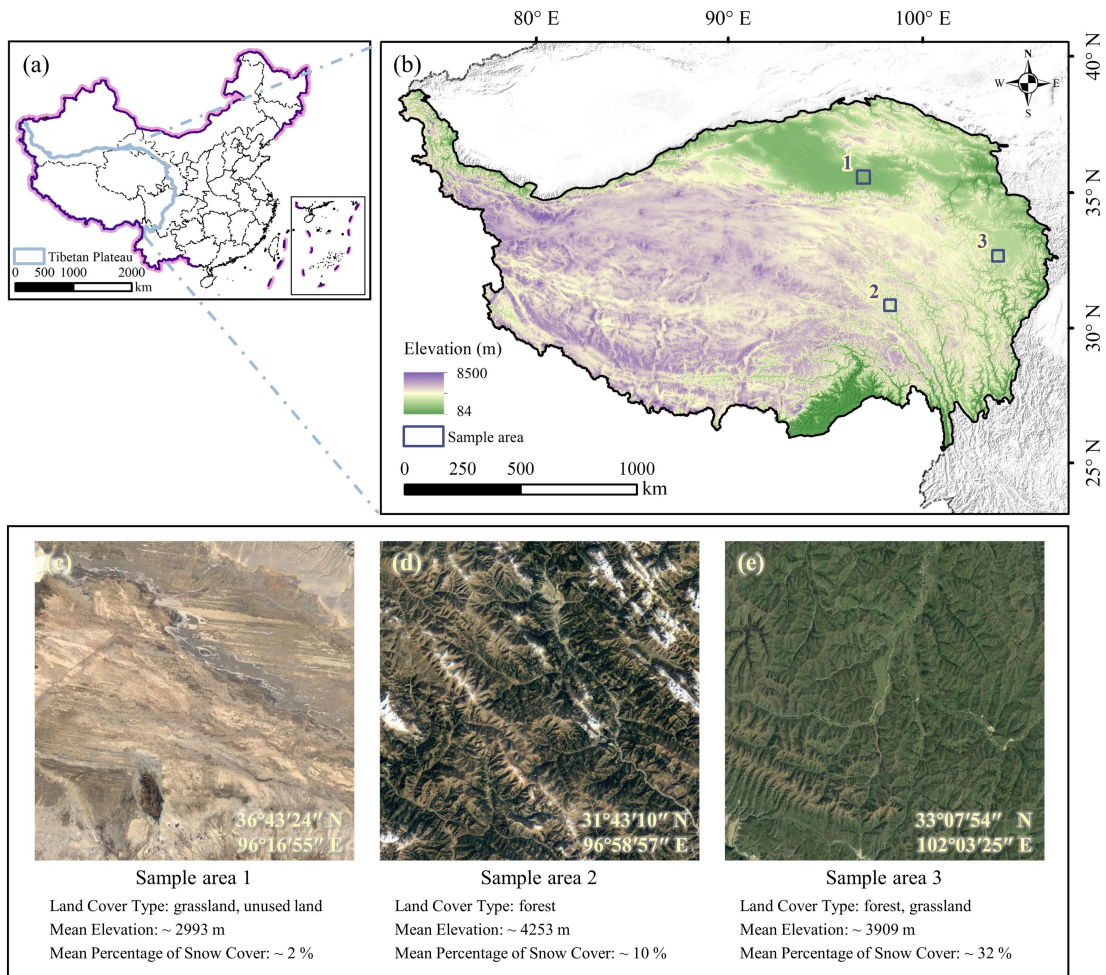 80° E 90° E 100° E
(a)
Tibetan Plateau
0 500 1000 2000
km
(b)
N
W E
S
40° N
35° N
30° N
25° N
1
2
3
Elevation (m)
8500
84
Sample area
0 250 500 1000
km
(c)
36°43′24″ N
96°16′55″ E
(d)
31°43′10″ N
96°58′57″ E
(e)
33°07′54″ N
102°03′25″ E
Sample area 1
Land Cover Type: grassland, unused land
Mean Elevation: ~ 2993 m
Mean Percentage of Snow Cover: ~ 2 %
Sample area 2
Land Cover Type: forest
Mean Elevation: ~ 4253 m
Mean Percentage of Snow Cover: ~ 10 %
Sample area 3
Land Cover Type: forest, grassland
Mean Elevation: ~ 3909 m
Mean Percentage of Snow Cover: ~ 32 %